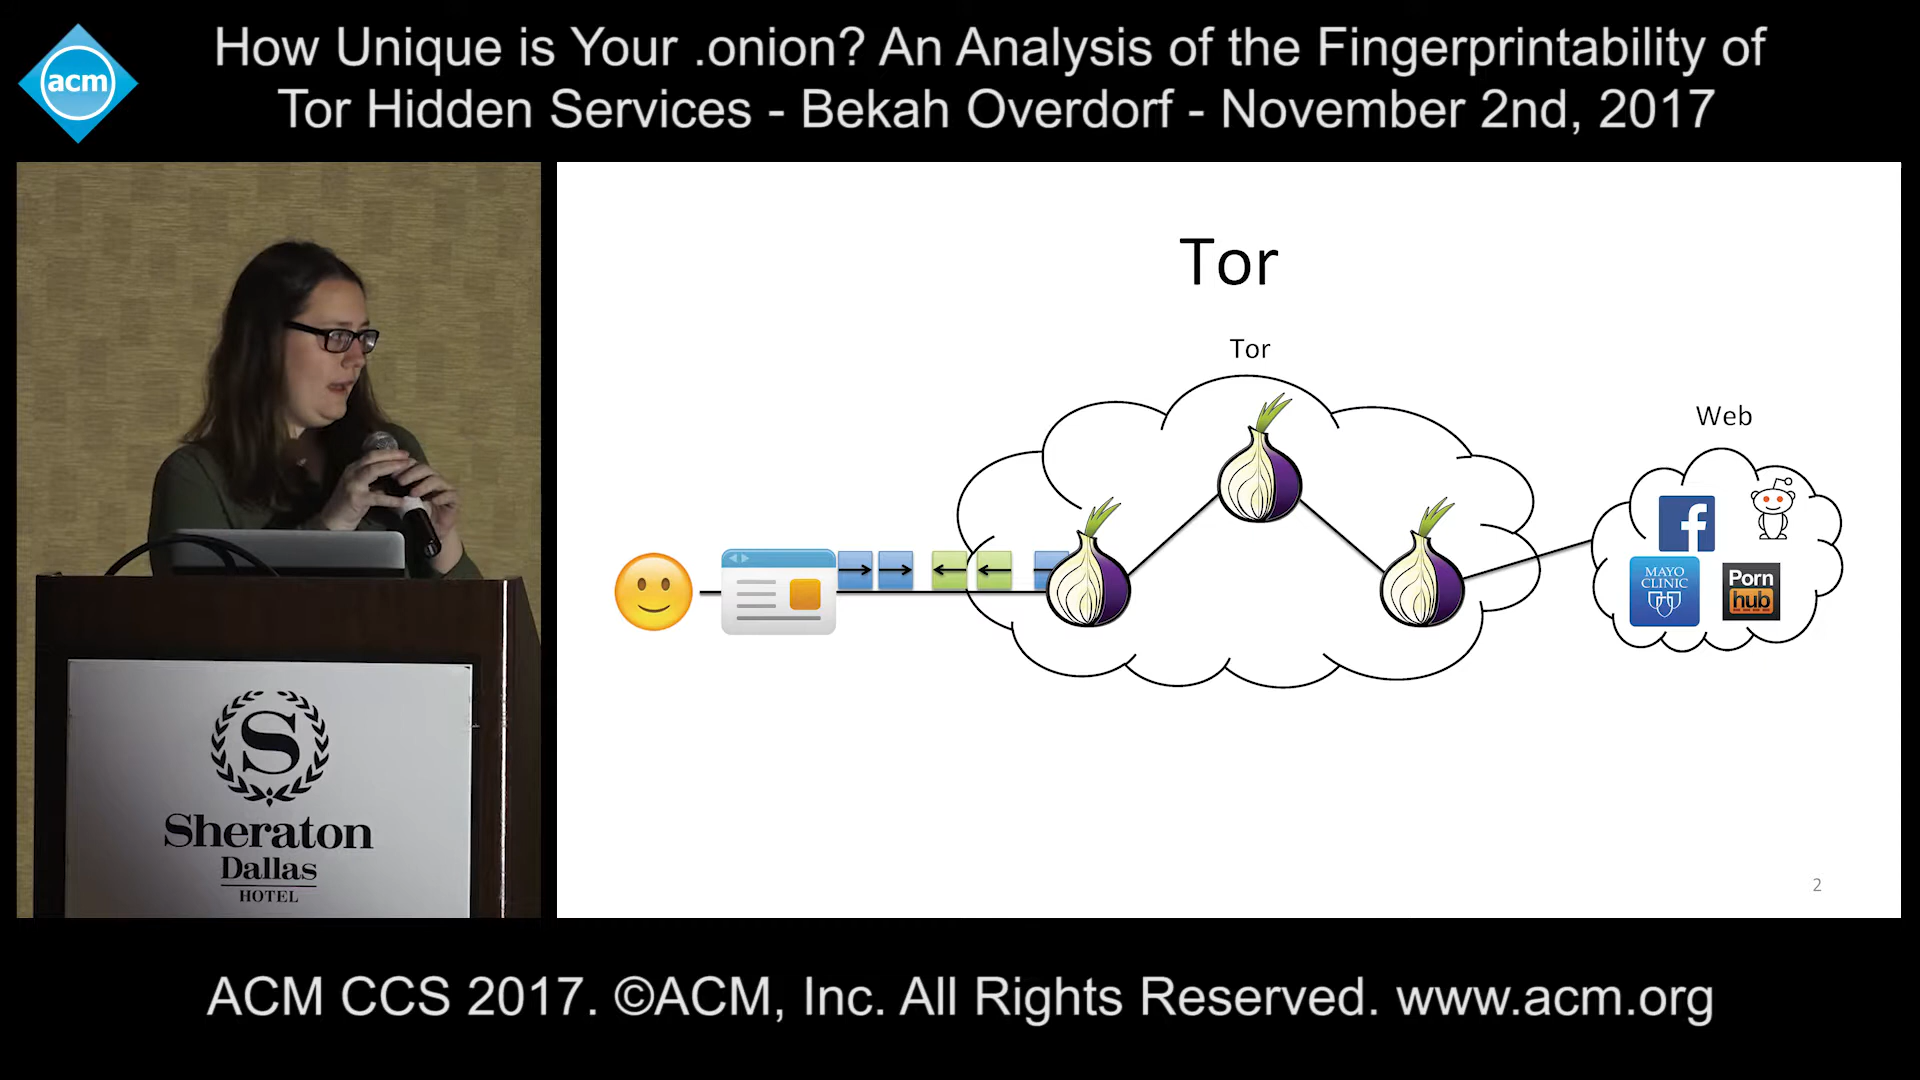 How Unique is Your .onion? An Analysis of the Fingerprintability of
Tor Hidden Services - Bekah Overdorf - November 2nd, 2017
acm
Tor
Tor
Web
f
MAYO
CLINIC
Porn
hub
2
S
Sheraton
Dallas
HOTEL
ACM CCS 2017. ©ACM, Inc. All Rights Reserved. www.acm.org